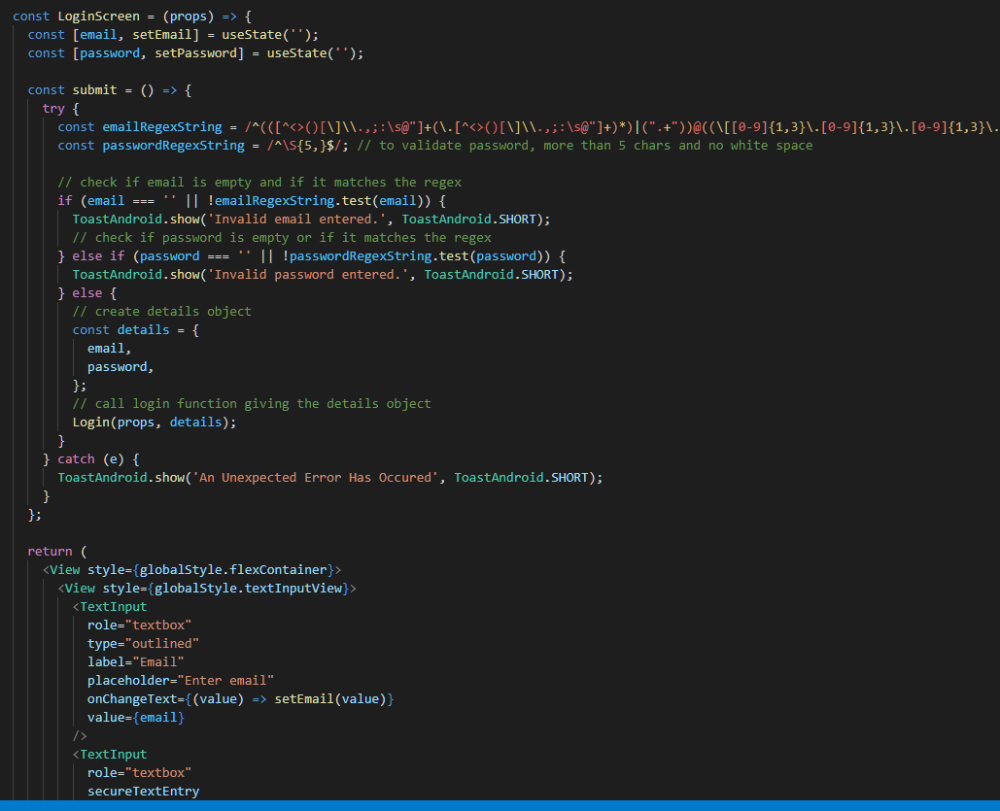 const LoginScreen = (props) => {
const [email, setEmail] = useState('');
const [password, setPassword] = useState('');
const submit = () => {
try {
const emailRegexString = /^(([^<>()[\]\\.,;:\s@"]+(\.[^<>()[\]\\.,;:\s@"]+)*)|(".+"))@((\[[0-9]{1,3}\.[0-9]{1,3}\.[0-9]{1,3}\.
const passwordRegexString = /^\S{5,}$/; // to validate password, more than 5 chars and no white space
// check if email is empty and if it matches the regex
if (email === '' || !emailRegexString.test(email)) {
ToastAndroid.show('Invalid email entered.', ToastAndroid.SHORT);
// check if password is empty or if it matches the regex
} else if (password === '' || !passwordRegexString.test(password)) {
ToastAndroid.show('Invalid password entered.', ToastAndroid.SHORT);
} else {
// create details object
const details = {
email,
password,
};
// call login function giving the details object
Login(props, details);
}
} catch (e) {
ToastAndroid.show('An Unexpected Error Has Occured', ToastAndroid.SHORT);
}
};
return (
<View style={globalStyle.flexContainer}>
<View style={globalStyle.textInputView}>
<TextInput
role="textbox"
type="outlined"
label="Email"
placeholder="Enter email"
onChangeText={(value) => setEmail(value)}
value={email}
/>
<TextInput
role="textbox"
secureTextEntry